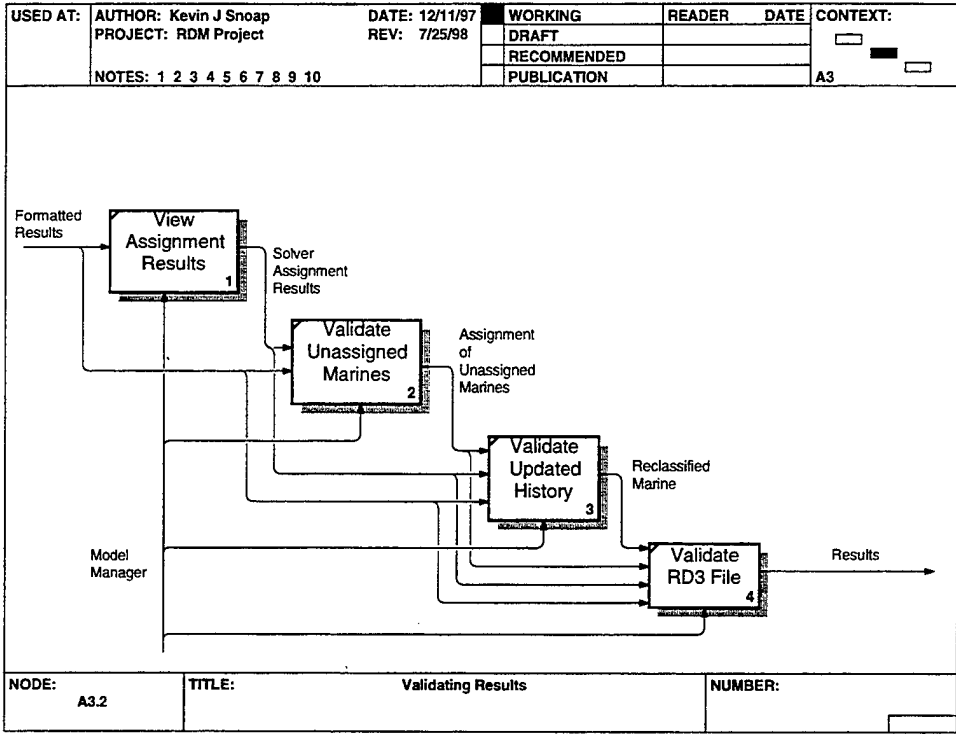 USED AT:
AUTHOR: Kevin J Snoap
DATE: 12/11/97
PROJECT: RDM Project
REV: 7/25/98
NOTES: 1 2 3 4 5 6 7 8 9 10
WORKING
DRAFT
RECOMMENDED
PUBLICATION
READER DATE
CONTEXT:
A3
Formatted
Results
View
Assignment
Results
1
Solver
Assignment
Results
Validate
Unassigned
Marines
2
Assignment
of
Unassigned
Marines
Validate
Updated
History
3
Reclassified
Marine
Model
Manager
Validate
RD3 File
4
Results
NODE:
A3.2
TITLE:
Validating Results
NUMBER: